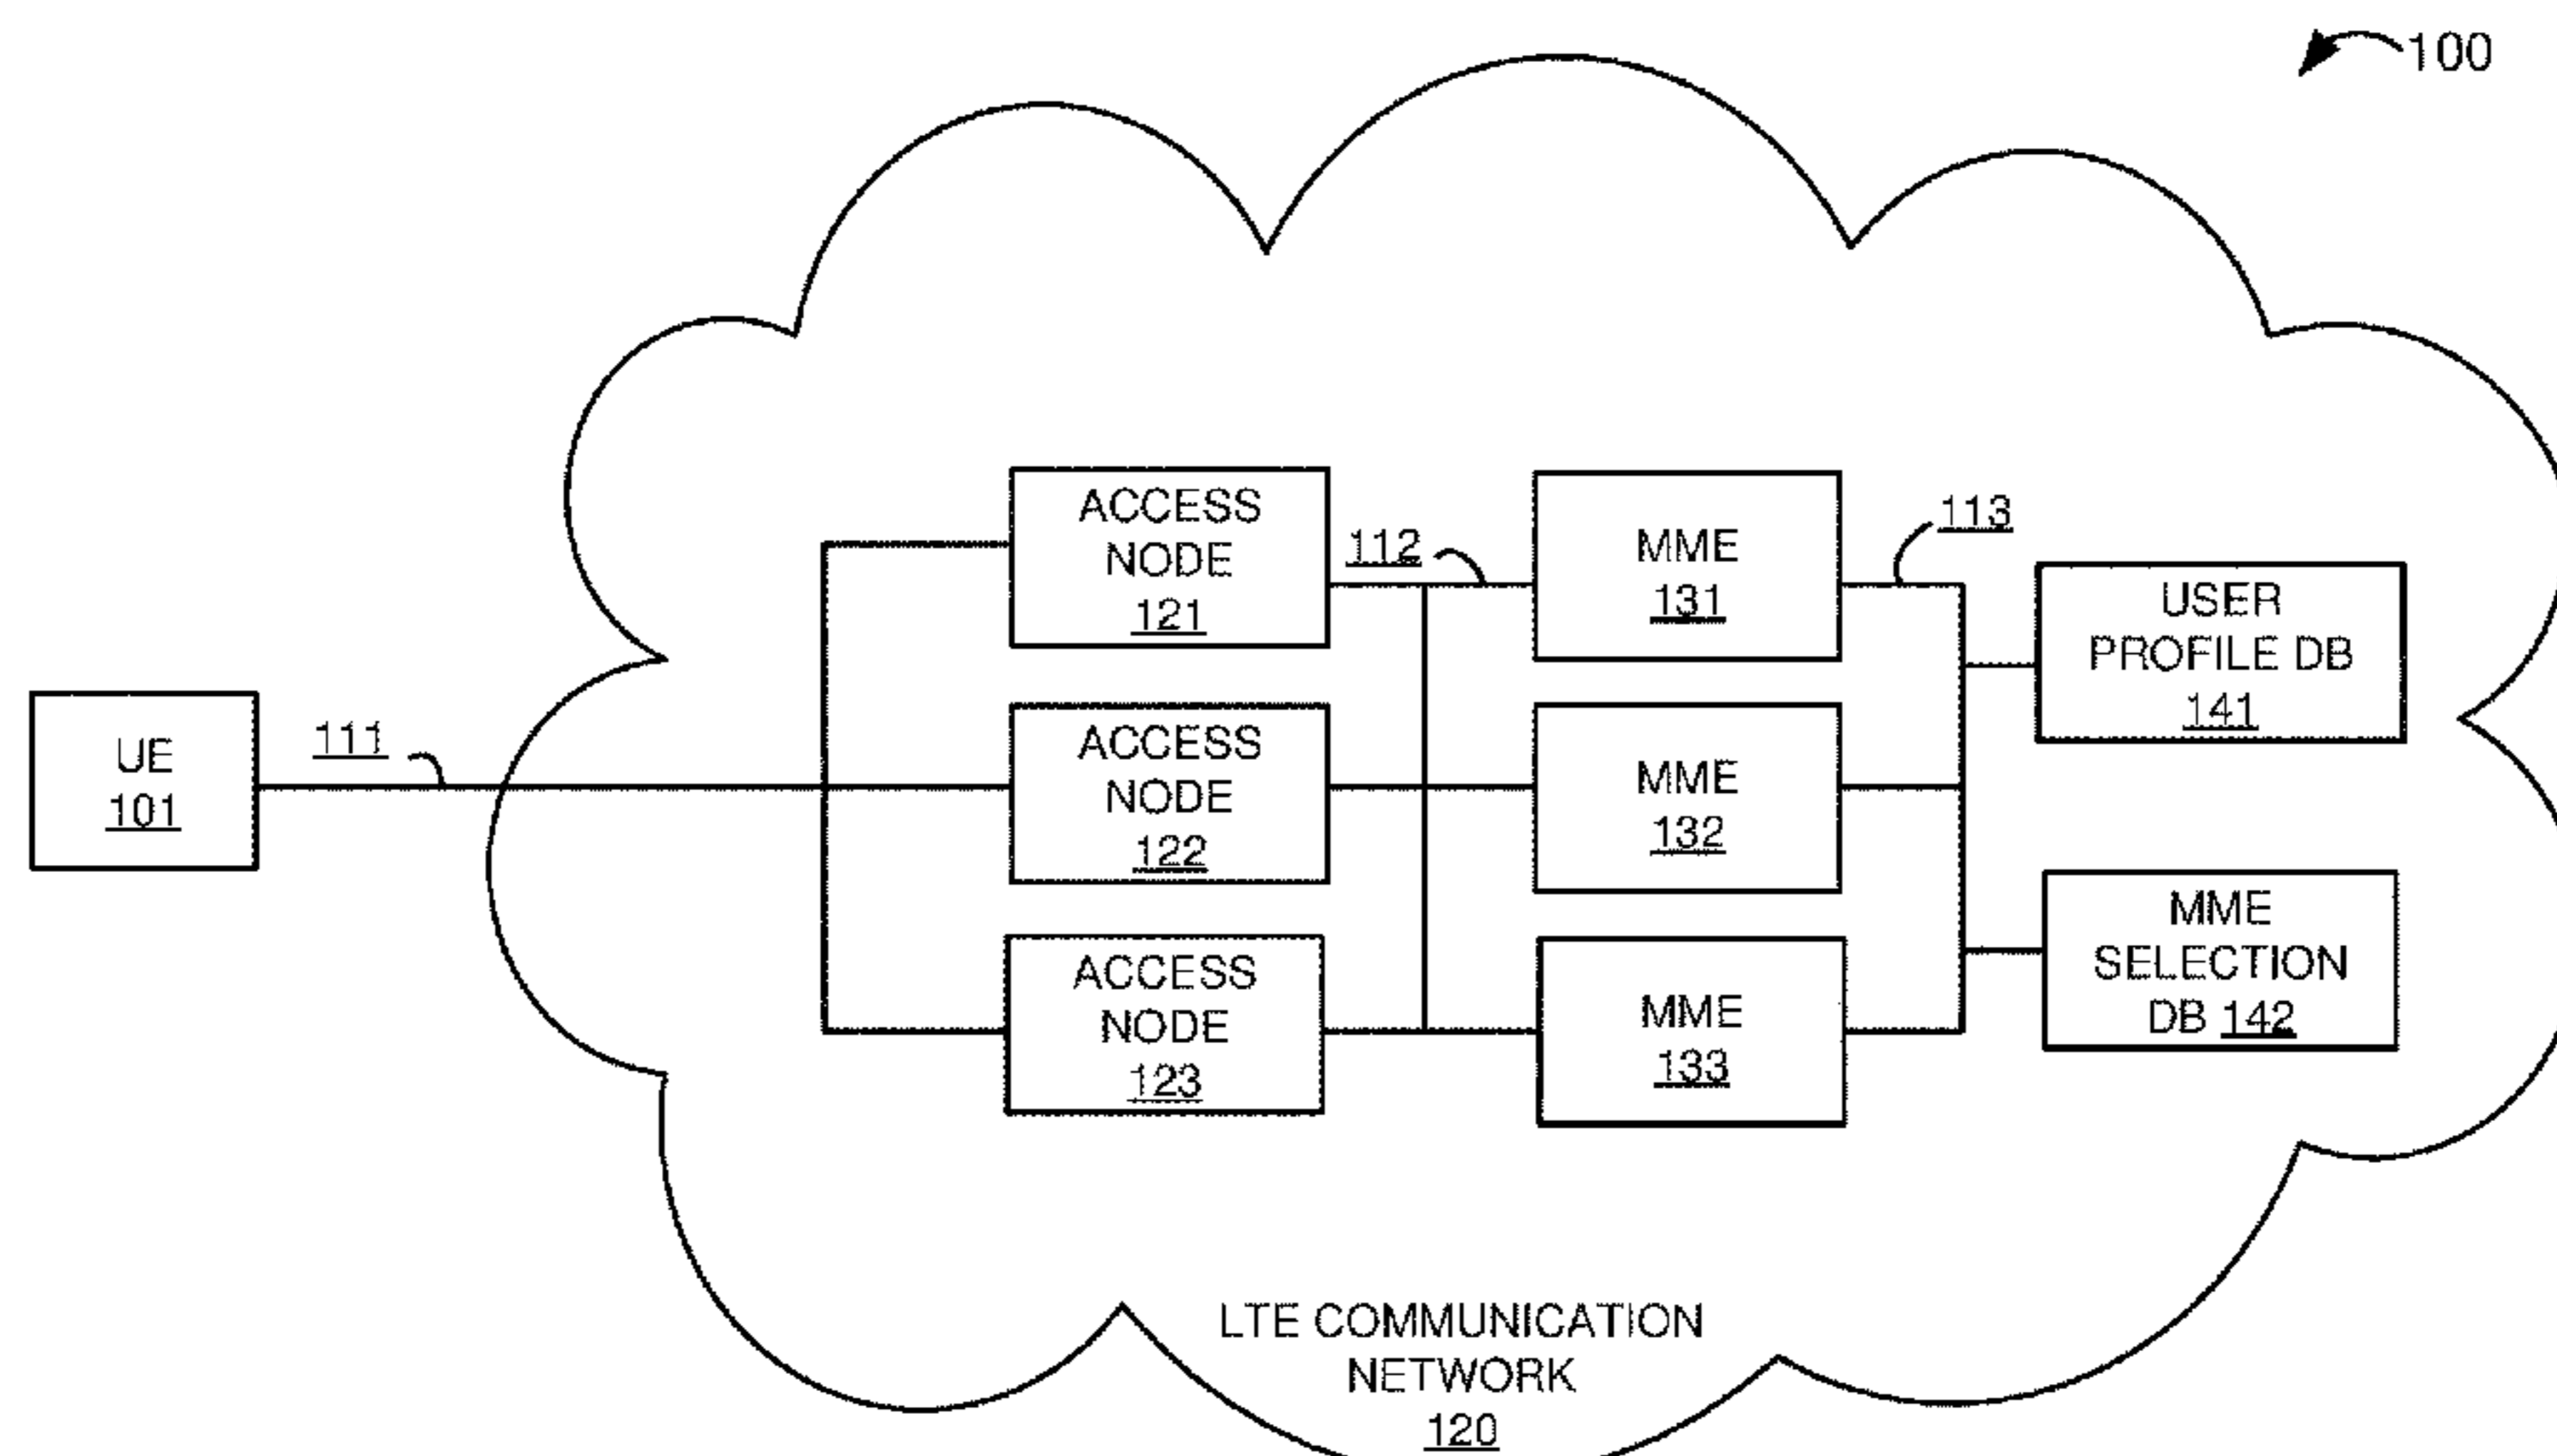 100
ACCESS
NODE
121
112
MME
131
113
USER
PROFILE DB
141
UE
101
111
ACCESS
NODE
122
MME
132
ACCESS
NODE
123
MME
133
MME
SELECTION
DB 142
LTE COMMUNICATION
NETWORK
120